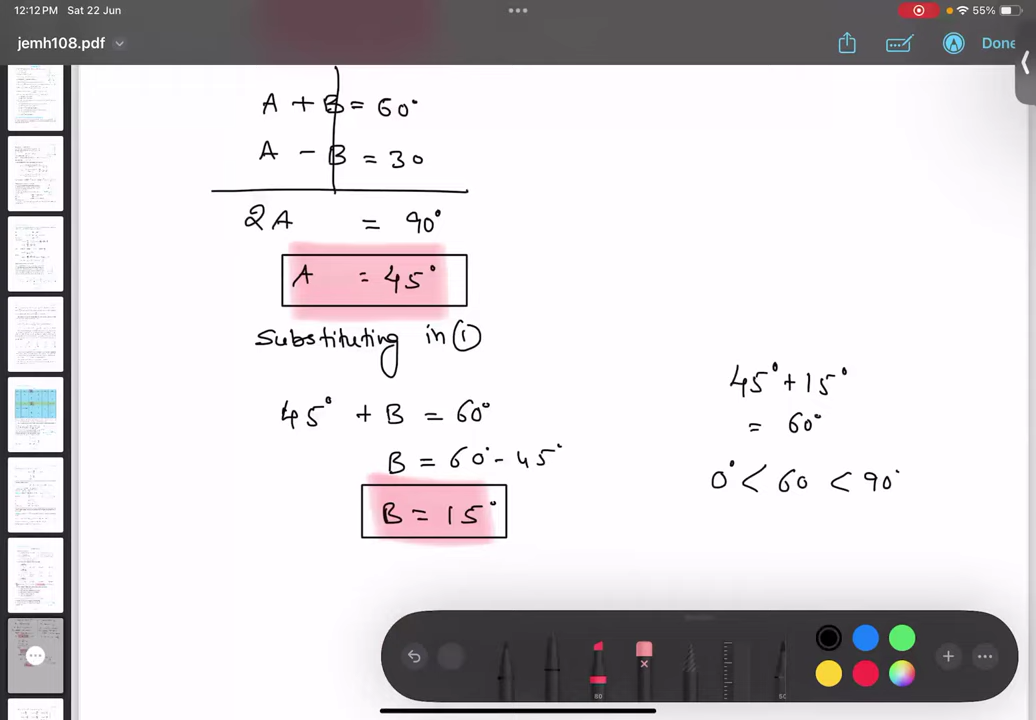 12:12 PM Sat 22 Jun
55%
jemh108.pdf
Done
A + B = 60°
A - B = 30
2A = 90°
A = 45°
Substituting in ①
45° + B = 60°
B = 60° - 45°
B = 15°
45° + 15°
= 60°
0° < 60 < 90°
80